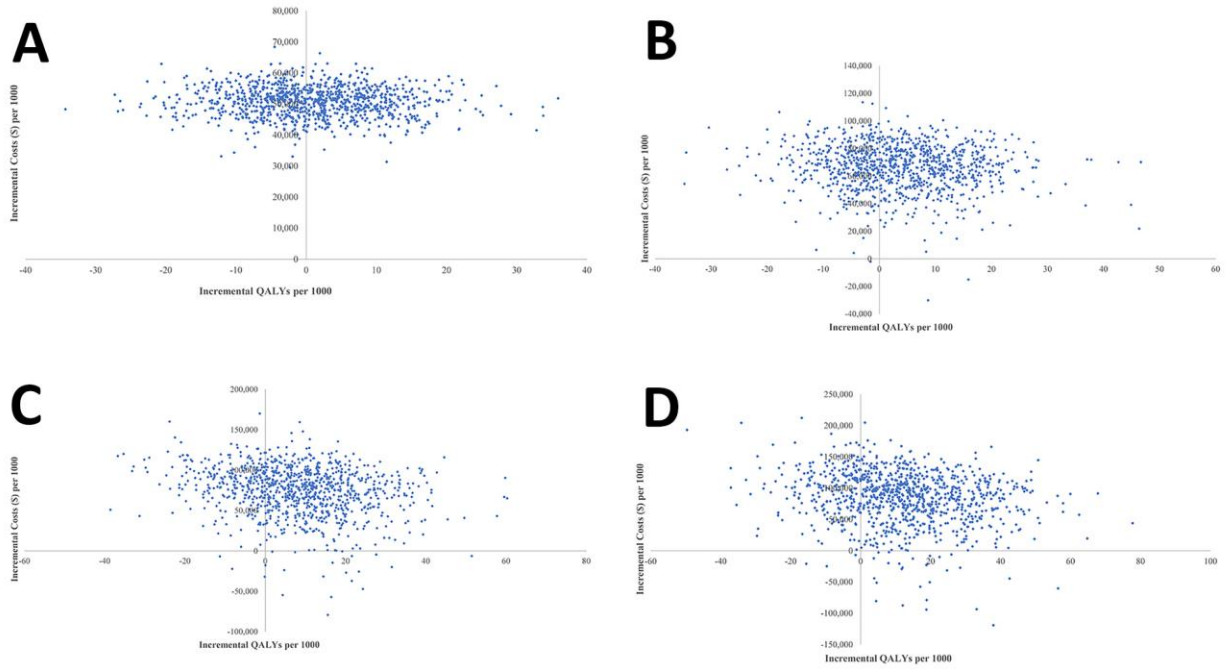 A
80,000
70,000
60,000
50,000
40,000
30,000
20,000
10,000
0
-40 -30 -20 -10 0 10 20 30 40
Incremental Costs ($) per 1000
Incremental QALYs per 1000
B
140,000
120,000
100,000
80,000
60,000
40,000
20,000
0
-20,000
-40,000
-40 -30 -20 -10 0 10 20 30 40 50 60
Incremental Costs ($) per 1000
Incremental QALYs per 1000
C
200,000
150,000
100,000
50,000
0
-50,000
-100,000
-60 -40 -20 0 20 40 60 80
Incremental Costs ($) per 1000
Incremental QALYs per 1000
D
250,000
200,000
150,000
100,000
50,000
0
-50,000
-100,000
-150,000
-60 -40 -20 0 20 40 60 80 100
Incremental Costs ($) per 1000
Incremental QALYs per 1000